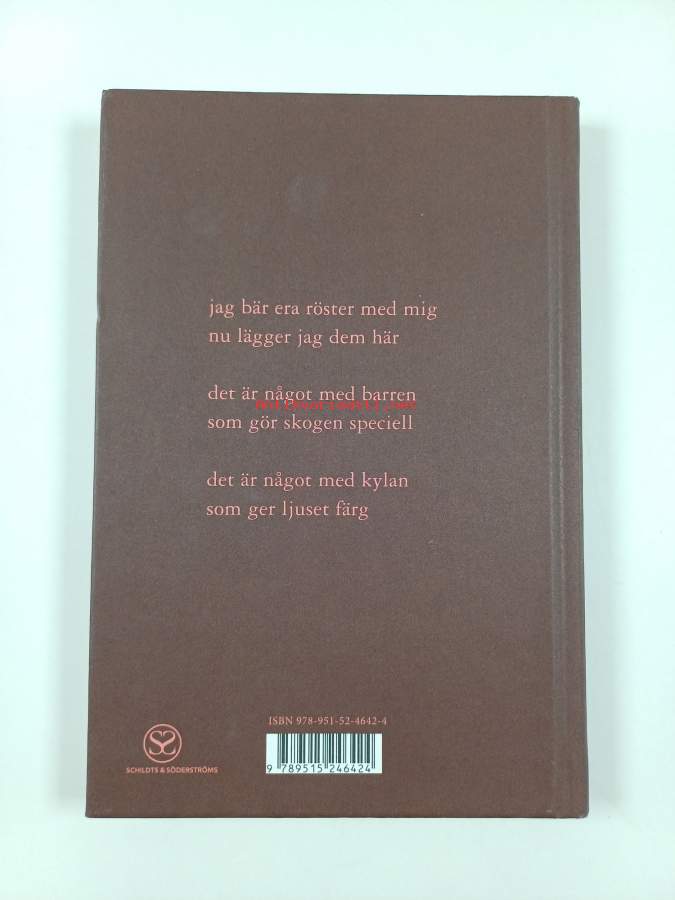 jag bär era röster med mig
nu lägger jag dem här
det är något med barren
som gör skogen speciell
det är något med kylan
som ger ljuset färg
ISBN 978-951-52-4642-4
9 789515 246424
SS
SCHILDTS & SÖDERSTRÖMS